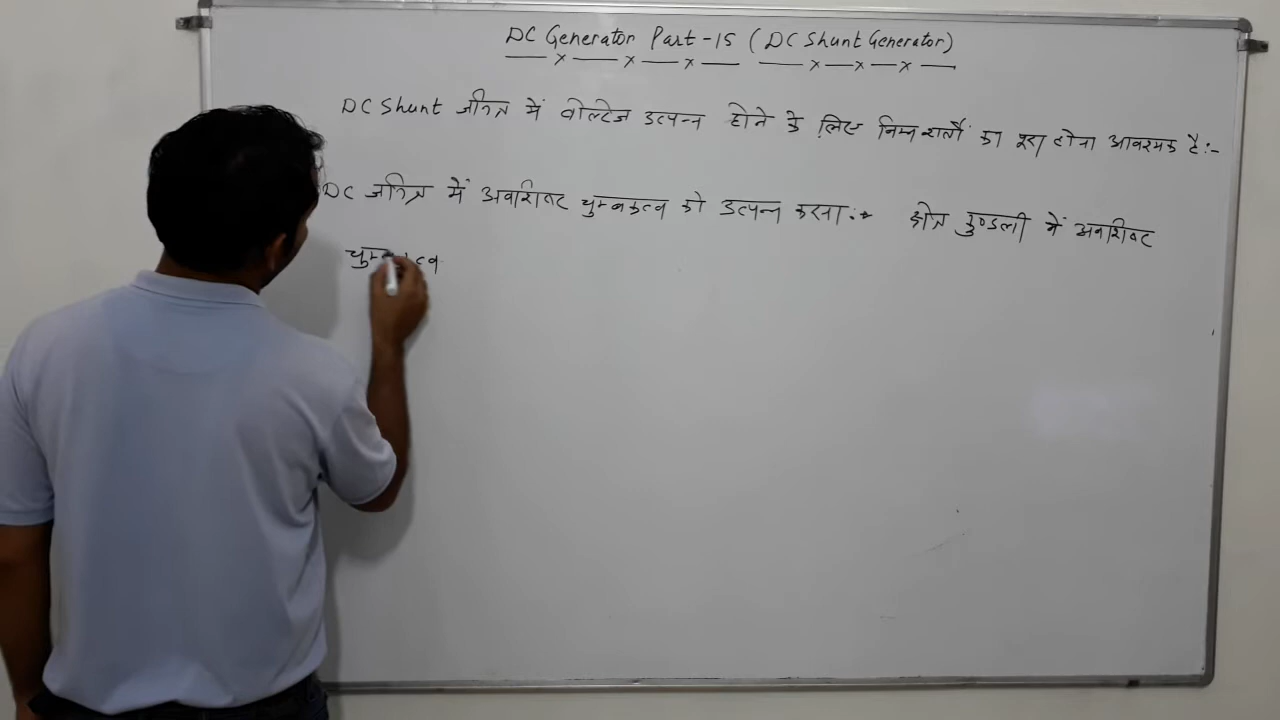 DC Generator Part-15 (DC Shunt Generator)
DC Shunt जनित्र में वोल्टेज उत्पन्न होने के लिए निम्न शर्तों का पूरा होना आवश्यक है:-
DC जनित्र में अवशिष्ट चुम्बकत्व को उत्पन्न करना :- क्षेत्र कुण्डली में अवशिष्ट
चुम्बकत्व